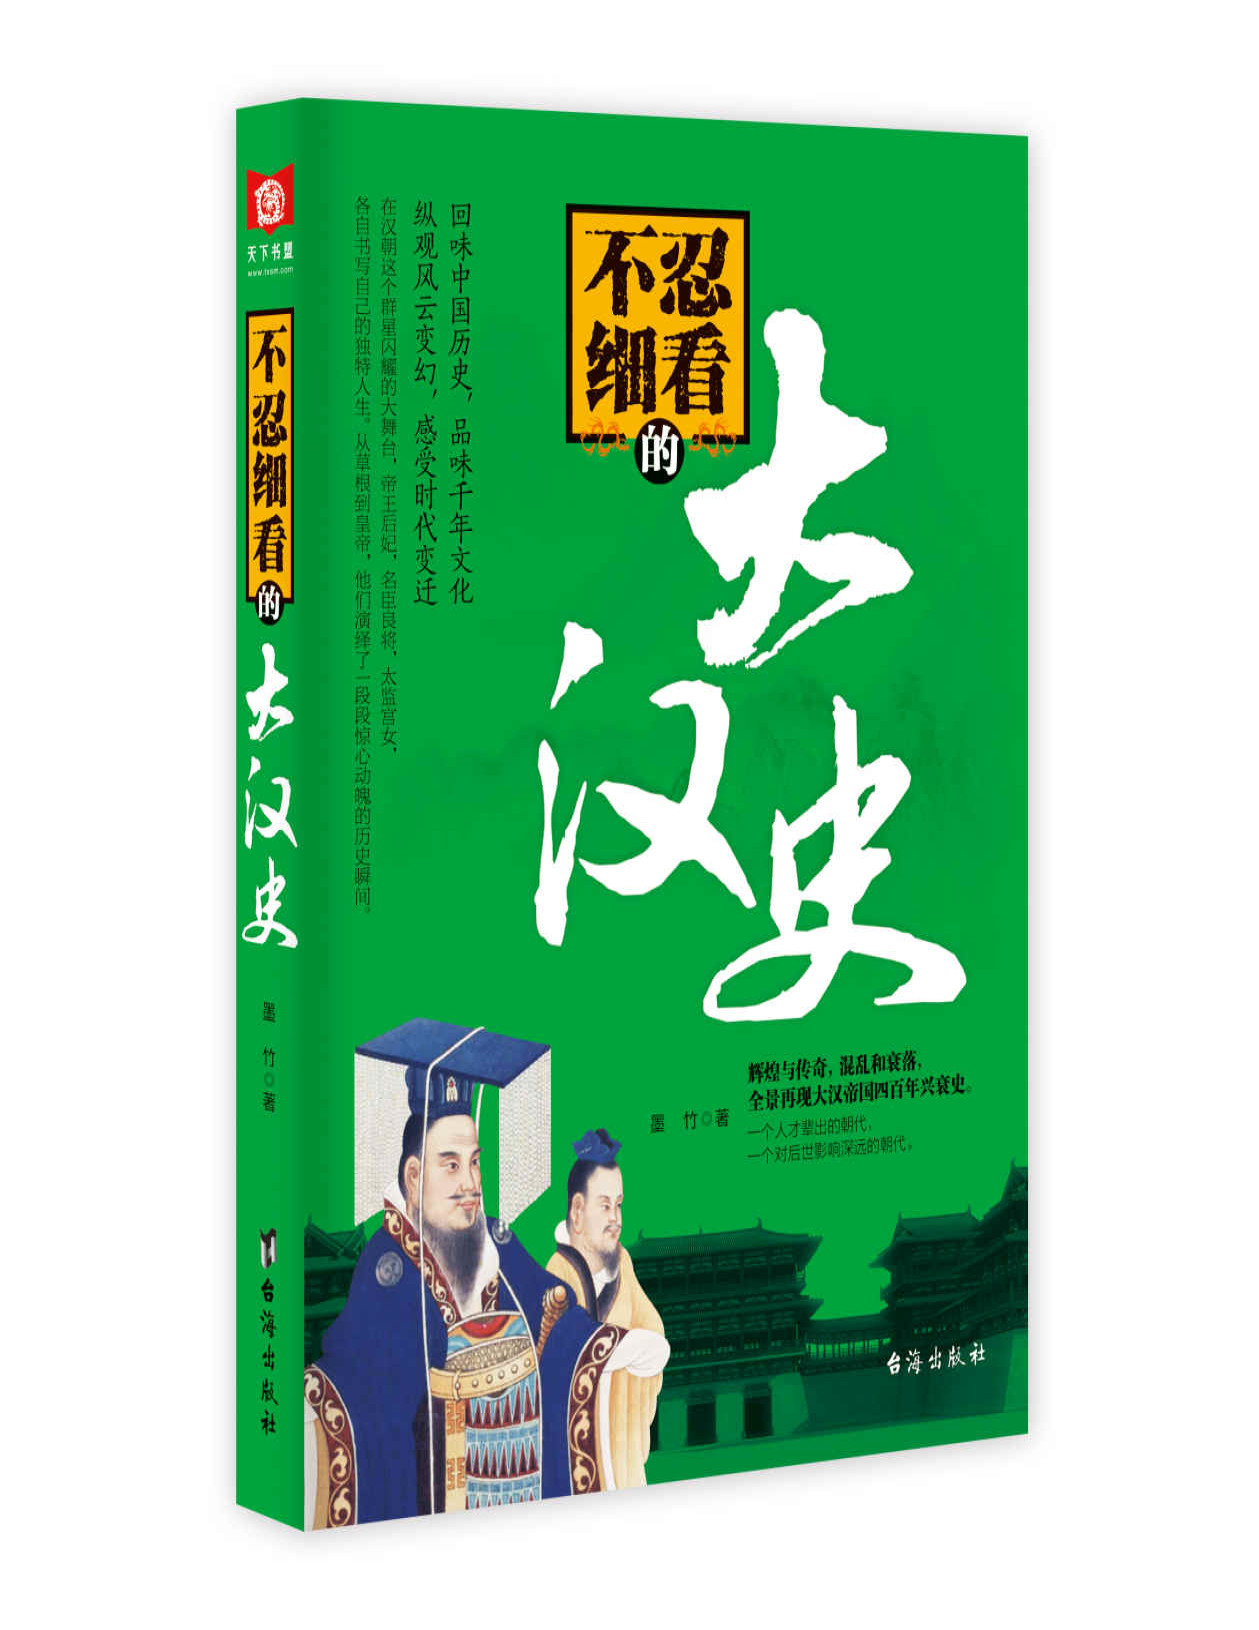 天下书盟
www.txsm.com
不忍细看
的
大汉史
墨 竹◎著
台海出版社
不忍
细看
的
大
汉史
回味中国历史，品味千年文化
纵观风云变幻，感受时代变迁
在汉朝这个群星闪耀的大舞台，帝王后妃，名臣良将，太监宫女，
各自书写自己的独特人生。从草根到皇帝，他们演绎了一段段惊心动魄的历史瞬间。
辉煌与传奇，混乱和衰落，
全景再现大汉帝国四百年兴衰史。
一个人才辈出的朝代，
一个对后世影响深远的朝代。
墨 竹◎著
台海出版社